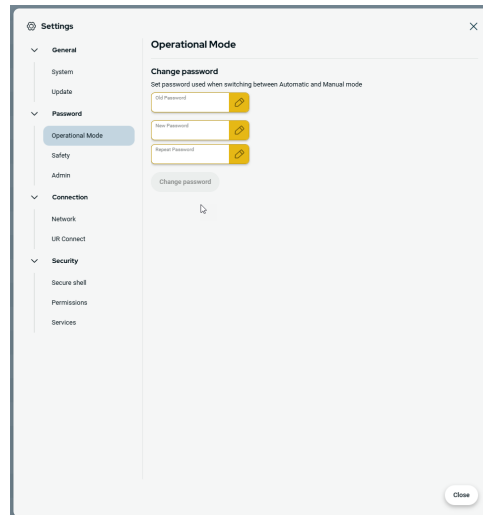 Settings
General
System
Update
Password
Operational Mode
Safety
Admin
Connection
Network
UR Connect
Security
Secure shell
Permissions
Services
Operational Mode
Change password
Set password used when switching between Automatic and Manual mode
Old Password
New Password
Repeat Password
Change password
Close